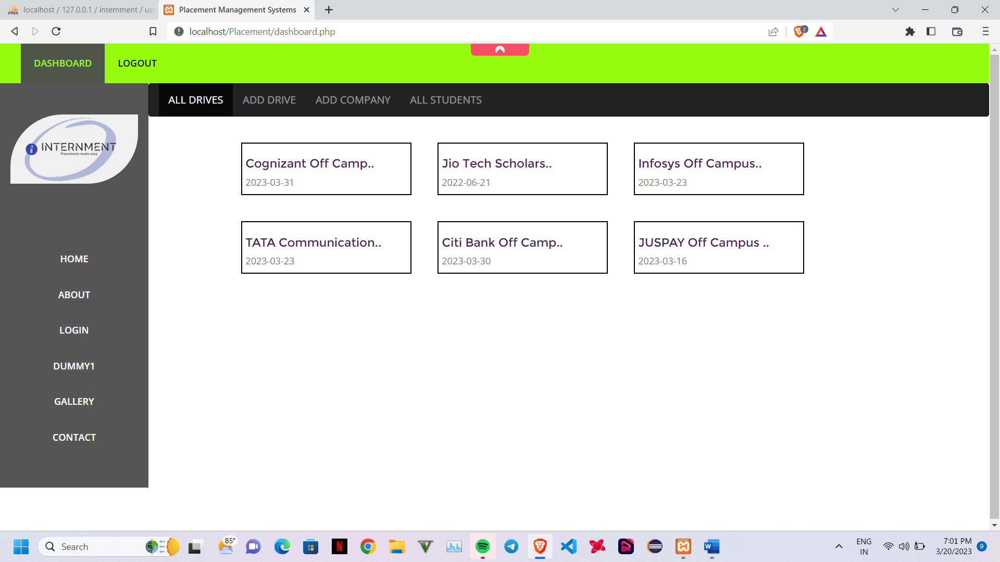 localhost / 127.0.0.1 / internment / use
Placement Management Systems
localhost/Placement/dashboard.php
2
DASHBOARD
LOGOUT
ALL DRIVES
ADD DRIVE
ADD COMPANY
ALL STUDENTS
i INTERNMENT
Placements made easy
HOME
ABOUT
LOGIN
DUMMY1
GALLERY
CONTACT
Cognizant Off Camp..
2023-03-31
Jio Tech Scholars..
2022-06-21
Infosys Off Campus..
2023-03-23
TATA Communication..
2023-03-23
Citi Bank Off Camp..
2023-03-30
JUSPAY Off Campus ..
2023-03-16
Search
85°
ENG
IN
7:01 PM
3/20/2023
9